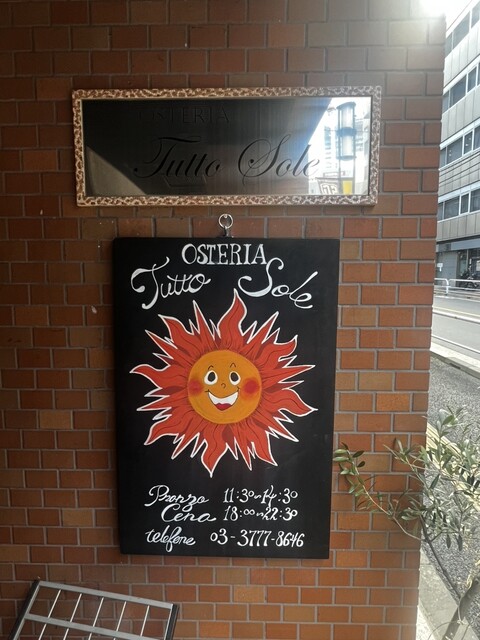 OSTERIA
Tutto Sole
OSTERIA
Tutto Sole
Pranzo 11:30~14:30
Cena 18:00~22:30
telefono 03-3777-8646